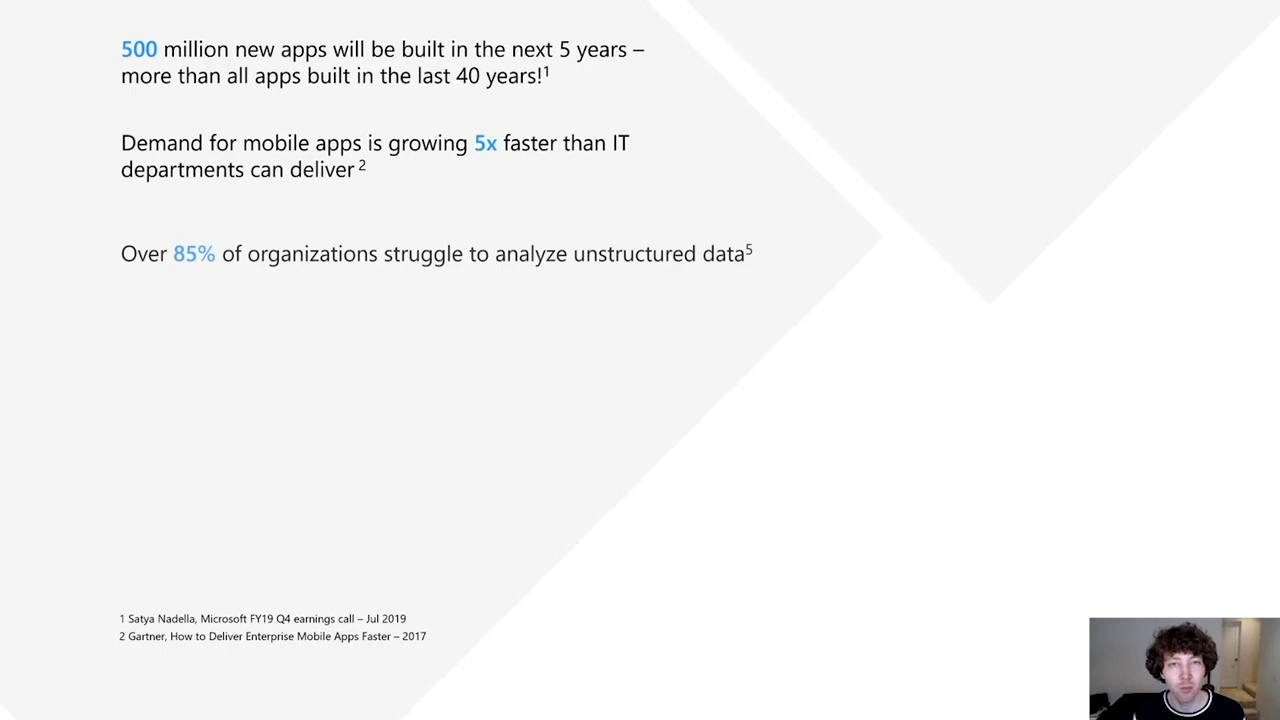 500 million new apps will be built in the next 5 years –
more than all apps built in the last 40 years!¹
Demand for mobile apps is growing 5x faster than IT
departments can deliver ²
Over 85% of organizations struggle to analyze unstructured data⁵
1 Satya Nadella, Microsoft FY19 Q4 earnings call – Jul 2019
2 Gartner, How to Deliver Enterprise Mobile Apps Faster – 2017